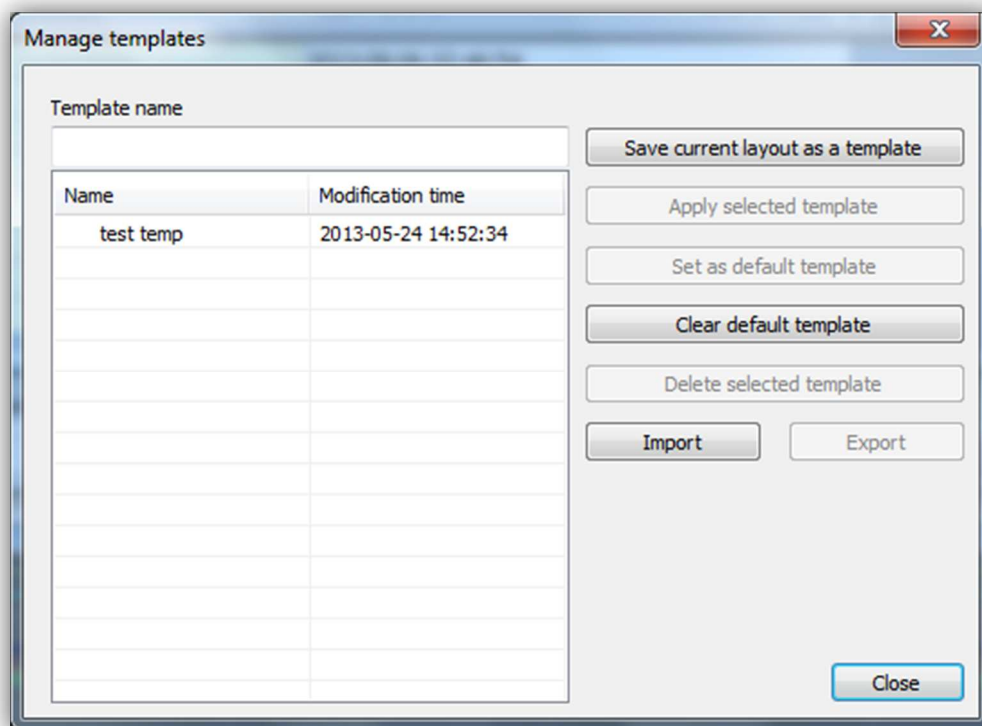 Manage templates
Template name
Save current layout as a template
Name Modification time
Apply selected template
test temp 2013-05-24 14:52:34
Set as default template
Clear default template
Delete selected template
Import Export
Close